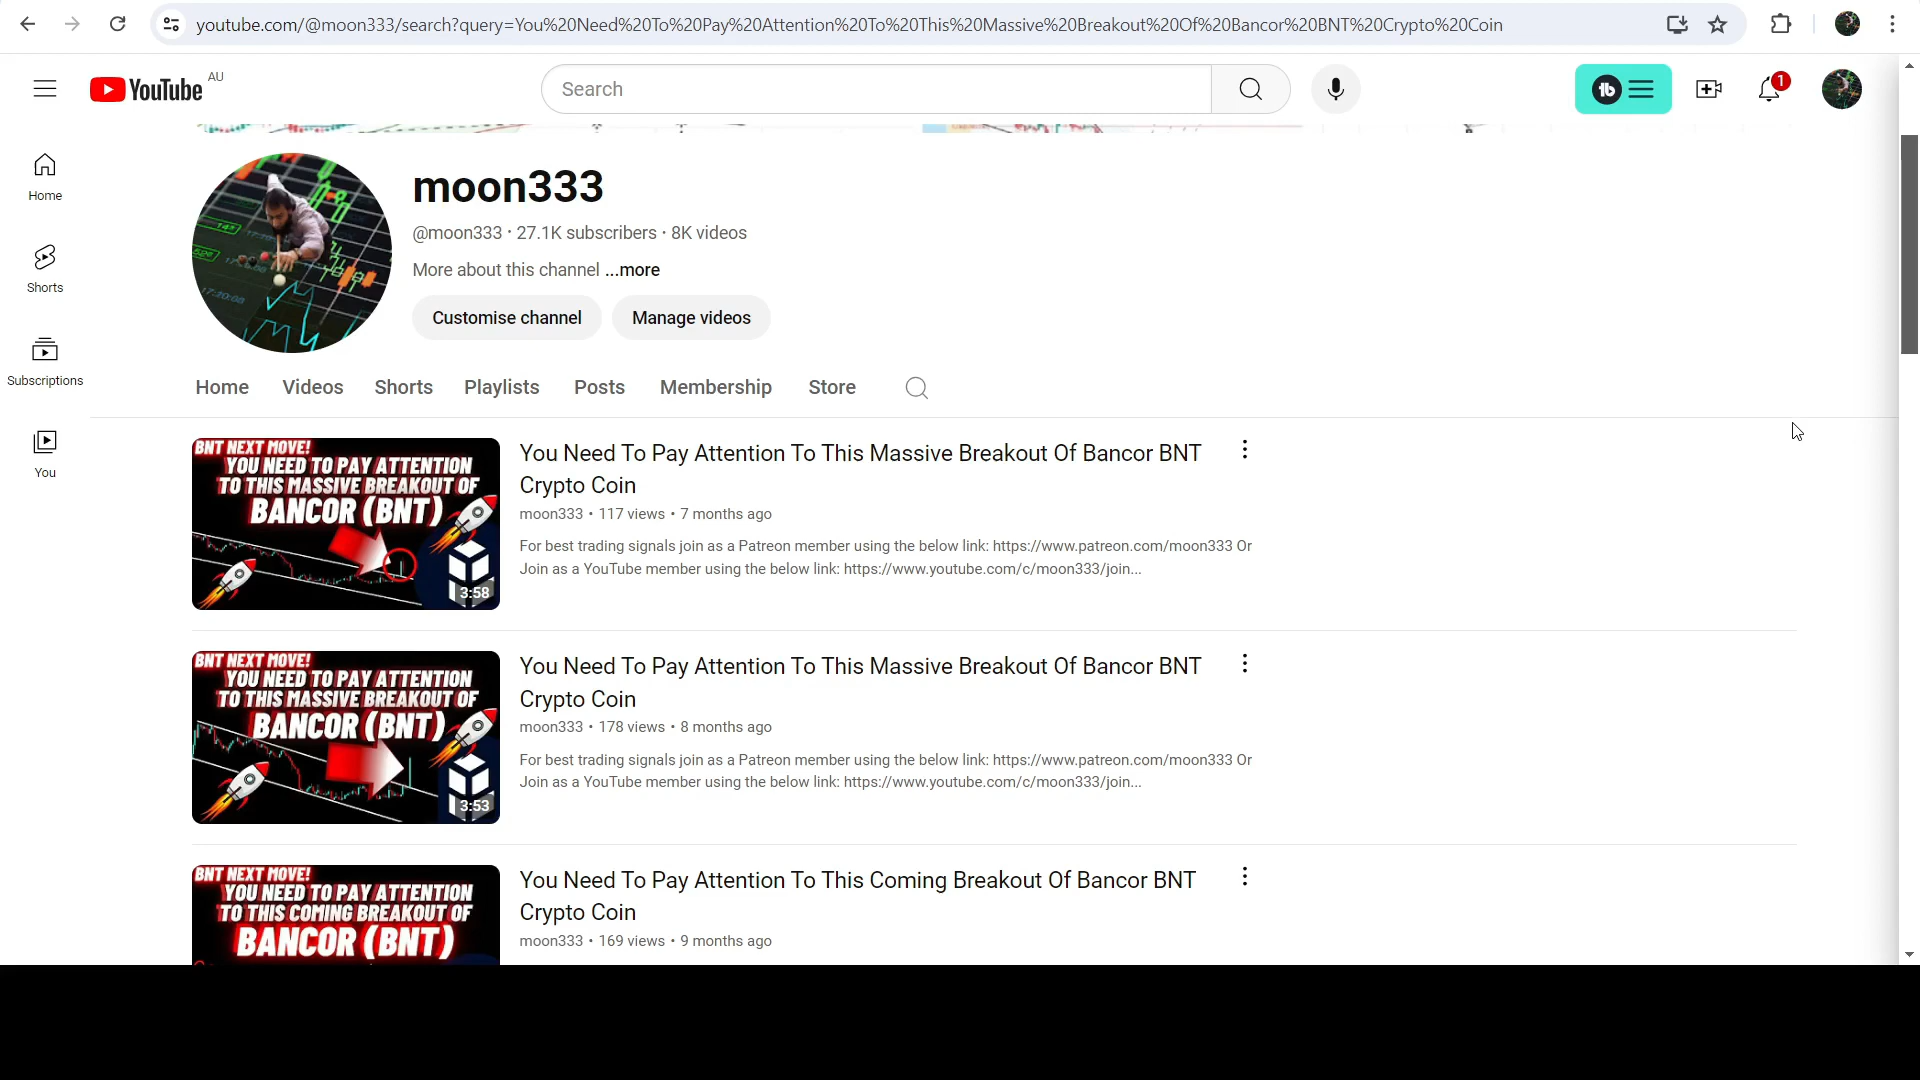 youtube.com/@moon333/search?query=You%20Need%20To%20Pay%20Attention%20To%20This%20Massive%20Breakout%20Of%20Bancor%20BNT%20Crypto%20Coin
YouTube AU
Search
1
Home
Shorts
Subscriptions
You
moon333
@moon333 • 27.1K subscribers • 8K videos
More about this channel ...more
Customise channel
Manage videos
Home Videos Shorts Playlists Posts Membership Store
BNT NEXT MOVE!
YOU NEED TO PAY ATTENTION
TO THIS MASSIVE BREAKOUT OF
BANCOR (BNT)
3:58
You Need To Pay Attention To This Massive Breakout Of Bancor BNT
Crypto Coin
moon333 • 117 views • 7 months ago
For best trading signals join as a Patreon member using the below link: https://www.patreon.com/moon333 Or
Join as a YouTube member using the below link: https://www.youtube.com/c/moon333/join...
BNT NEXT MOVE!
YOU NEED TO PAY ATTENTION
TO THIS MASSIVE BREAKOUT OF
BANCOR (BNT)
3:53
You Need To Pay Attention To This Massive Breakout Of Bancor BNT
Crypto Coin
moon333 • 178 views • 8 months ago
For best trading signals join as a Patreon member using the below link: https://www.patreon.com/moon333 Or
Join as a YouTube member using the below link: https://www.youtube.com/c/moon333/join...
BNT NEXT MOVE!
YOU NEED TO PAY ATTENTION
TO THIS COMING BREAKOUT OF
BANCOR (BNT)
You Need To Pay Attention To This Coming Breakout Of Bancor BNT
Crypto Coin
moon333 • 169 views • 9 months ago